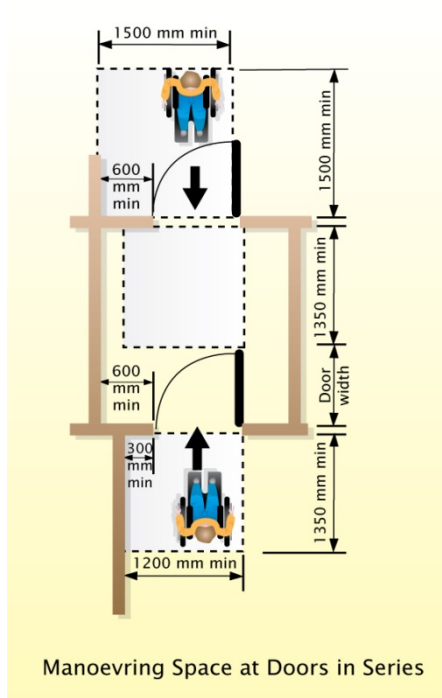 1500 mm min
600
mm
min
1500 mm min
1350 mm min
600
mm
min
Door
width
300
mm
min
1350 mm min
1200 mm min
Manoevring Space at Doors in Series